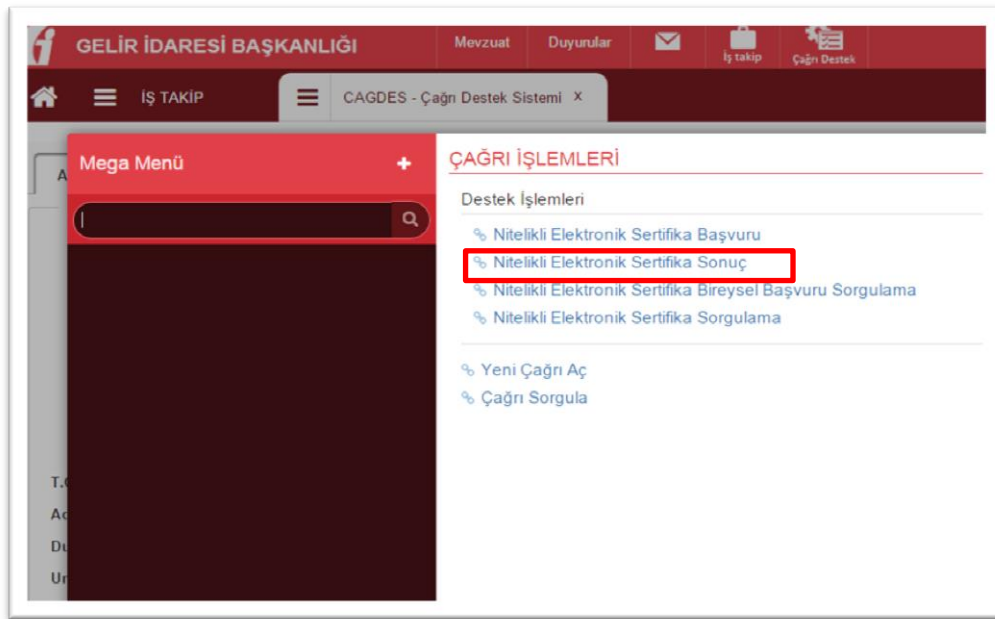 GELİR İDARESİ BAŞKANLIĞI
Mevzuat
Duyurular
İş takip
Çağrı Destek
İŞ TAKİP
CAGDES - Çağrı Destek Sistemi x
Mega Menü
ÇAĞRI İŞLEMLERİ
Destek İşlemleri
Nitelikli Elektronik Sertifika Başvuru
Nitelikli Elektronik Sertifika Sonuç
Nitelikli Elektronik Sertifika Bireysel Başvuru Sorgulama
Nitelikli Elektronik Sertifika Sorgulama
Yeni Çağrı Aç
Çağrı Sorgula